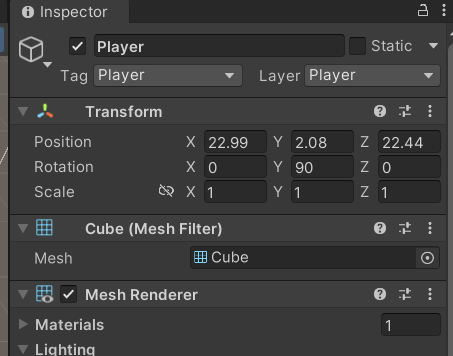 Inspector
Player Static
Tag Player Layer Player
Transform
Position X 22.99 Y 2.08 Z 22.44
Rotation X 0 Y 90 Z 0
Scale X 1 Y 1 Z 1
Cube (Mesh Filter)
Mesh Cube
Mesh Renderer
Materials 1
Lighting